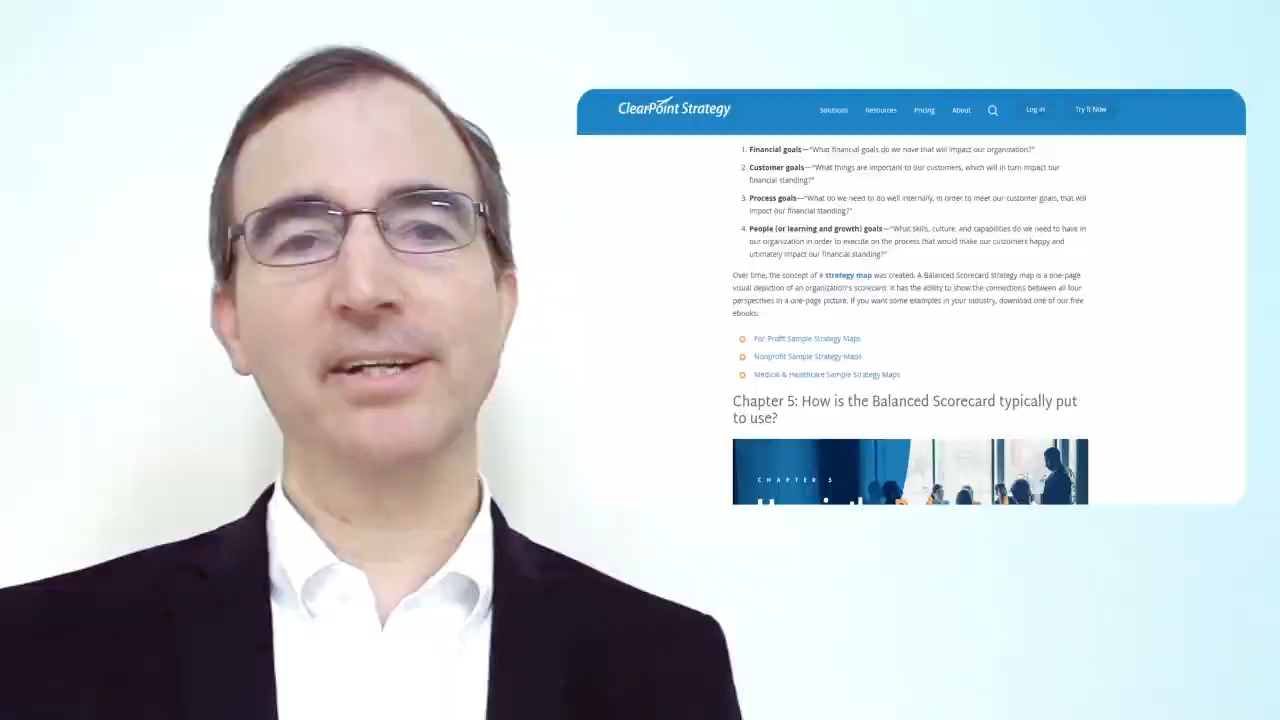 ClearPoint Strategy
Solutions Resources Pricing About Log in Try It Now
1. Financial goals—"What financial goals do we have that will impact our organization?"
2. Customer goals—"What things are important to our customers, which will in turn impact our
financial standing?"
3. Process goals—"What do we need to do well internally, in order to meet our customer goals, that will
impact our financial standing?"
4. People (or learning and growth) goals—"What skills, culture, and capabilities do we need to have in
our organization in order to execute on the process that would make our customers happy and
ultimately impact our financial standing?"
Over time, the concept of a strategy map was created. A Balanced Scorecard strategy map is a one-page
visual depiction of an organization's scorecard. It has the ability to show the connections between all four
perspectives in a one-page picture. If you want some examples in your industry, download one of our free
ebooks:
For-Profit Sample Strategy Maps
Nonprofit Sample Strategy Maps
Medical & Healthcare Sample Strategy Maps
Chapter 5: How is the Balanced Scorecard typically put
to use?
CHAPTER 5